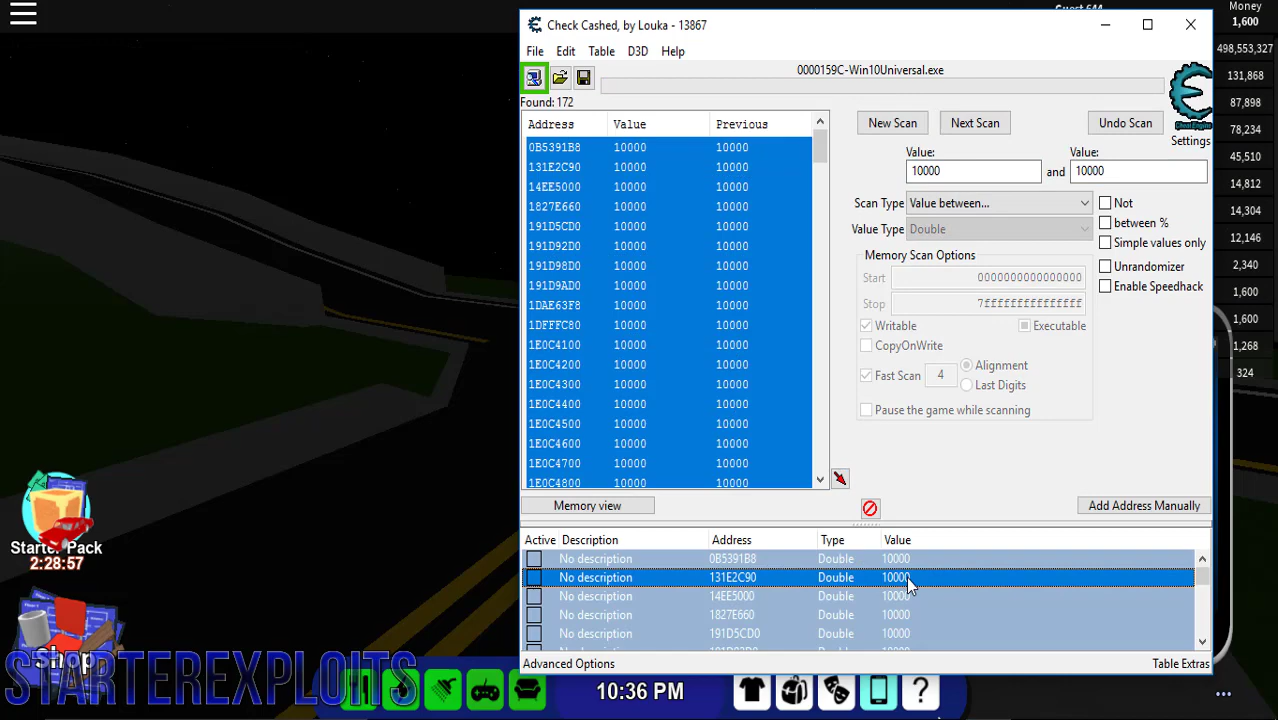 Guest 644
Money
1,600
498,553,327
131,868
87,898
78,234
45,510
14,812
14,304
12,146
2,340
1,600
1,600
1,268
324
Check Cashed, by Louka - 13867
File Edit Table D3D Help
0000159C-Win10Universal.exe
Found: 172
Address Value Previous
0B5391B8 10000 10000
131E2C90 10000 10000
14EE5000 10000 10000
1827E660 10000 10000
191D5CD0 10000 10000
191D92D0 10000 10000
191D98D0 10000 10000
191D9AD0 10000 10000
1DAE63F8 10000 10000
1DFFFC80 10000 10000
1E0C4100 10000 10000
1E0C4200 10000 10000
1E0C4300 10000 10000
1E0C4400 10000 10000
1E0C4500 10000 10000
1E0C4600 10000 10000
1E0C4700 10000 10000
1E0C4800 10000 10000
New Scan Next Scan Undo Scan
Cheat Engine
Settings
Value: Value:
10000 and 10000
Scan Type Value between...
Value Type Double
Not
between %
Simple values only
Unrandomizer
Enable Speedhack
Memory Scan Options
Start 0000000000000000
Stop 7fffffffffffffff
Writable Executable
CopyOnWrite
Fast Scan 4 Alignment
Last Digits
Pause the game while scanning
Memory view Add Address Manually
Active Description Address Type Value
No description 0B5391B8 Double 10000
No description 131E2C90 Double 10000
No description 14EE5000 Double 10000
No description 1827E660 Double 10000
No description 191D5CD0 Double 10000
Advanced Options Table Extras
Starter Pack
2:28:57
Shop
STARTEREXPLOITS
10:36 PM
?